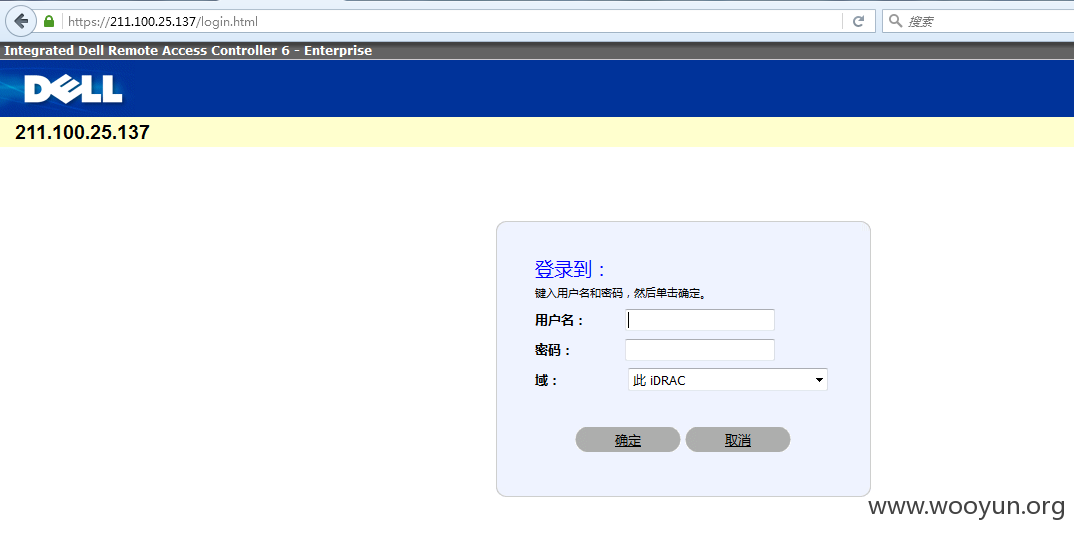 https://211.100.25.137/login.html
搜索
Integrated Dell Remote Access Controller 6 - Enterprise
DELL
211.100.25.137
登录到：
键入用户名和密码，然后单击确定。
用户名：
密码：
域： 此 iDRAC
确定 取消
www.wooyun.org